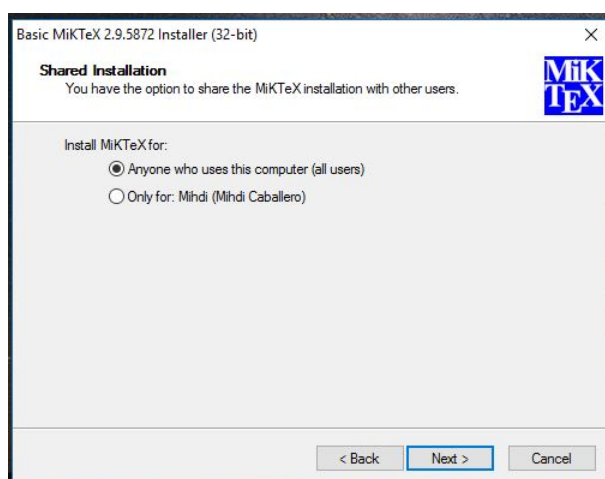 Basic MiKTeX 2.9.5872 Installer (32-bit)
Shared Installation
You have the option to share the MiKTeX installation with other users.
MiK
TEX
Install MiKTeX for:
Anyone who uses this computer (all users)
Only for: Mihdi (Mihdi Caballero)
< Back
Next >
Cancel